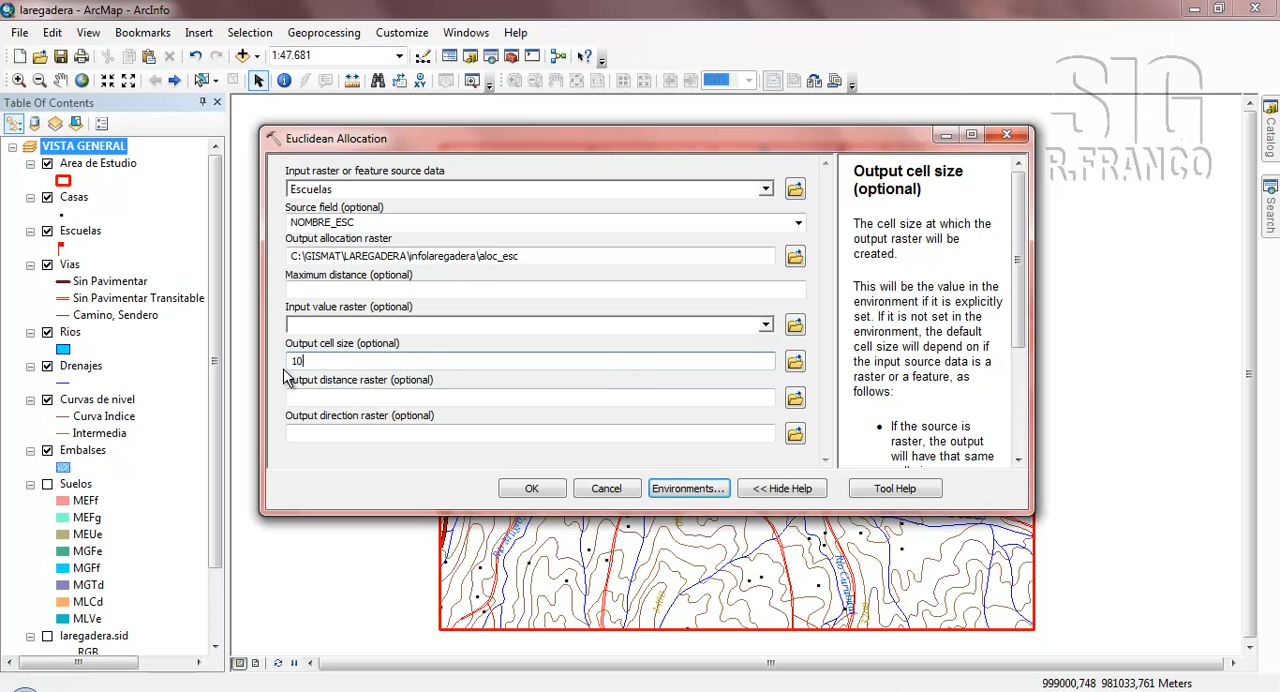 laregadera - ArcMap - ArcInfo
File Edit View Bookmarks Insert Selection Geoprocessing Customize Windows Help
1:47.681
100%
Table Of Contents
VISTA GENERAL
Area de Estudio
Casas
Escuelas
Vias
Sin Pavimentar
Sin Pavimentar Transitable
Camino, Sendero
Rios
Drenajes
Curvas de nivel
Curva Indice
Intermedia
Embalses
Suelos
MEFf
MEFg
MEUe
MGFe
MGFf
MGTd
MLCd
MLVe
laregadera.sid
RGB
Euclidean Allocation
Input raster or feature source data
Escuelas
Source field (optional)
NOMBRE_ESC
Output allocation raster
C:\GISMAT\LAREGADERA\infolaregadera\aloc_esc
Maximum distance (optional)
Input value raster (optional)
Output cell size (optional)
10
Output distance raster (optional)
Output direction raster (optional)
OK Cancel Environments... << Hide Help Tool Help
Output cell size
(optional)
The cell size at which the
output raster will be
created.
This will be the value in the
environment if it is explicitly
set. If it is not set in the
environment, the default
cell size will depend on if
the input source data is a
raster or a feature, as
follows:
If the source is
raster, the output
will have that same
SIG
R.FRANCO
Catalog
Search
999000,748 981033,761 Meters